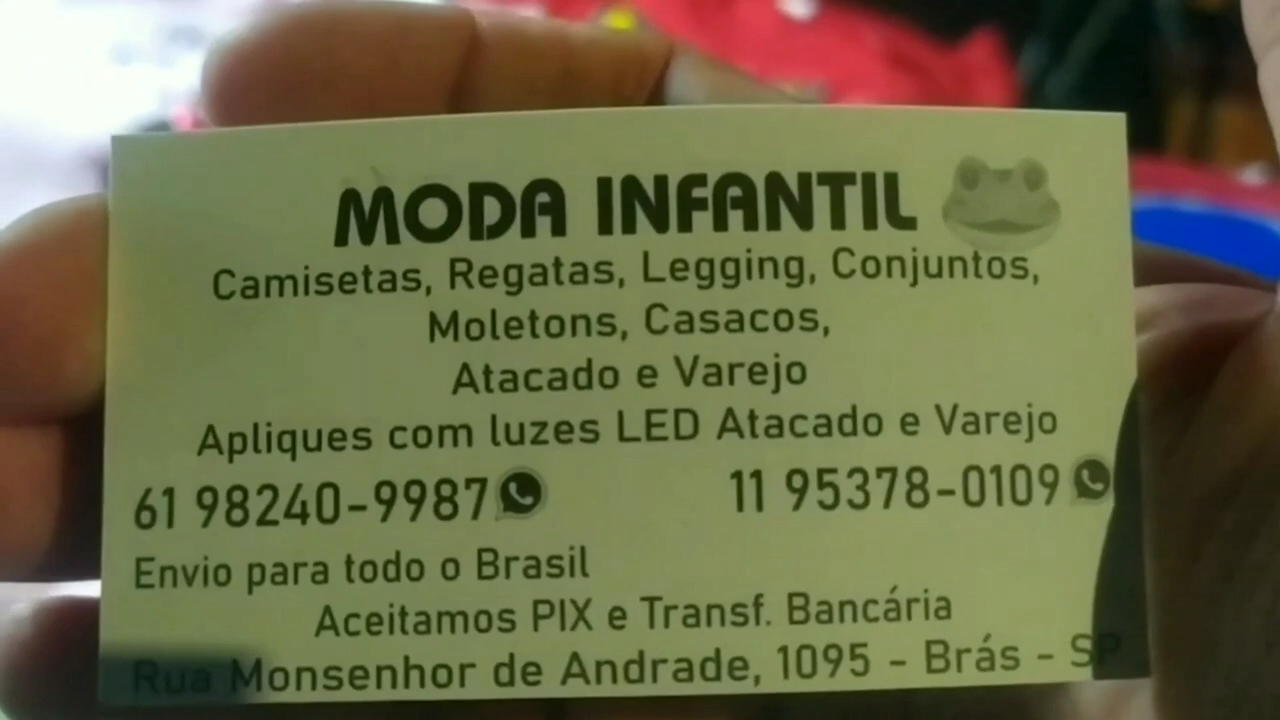 MODA INFANTIL
Camisetas, Regatas, Legging, Conjuntos,
Moletons, Casacos,
Atacado e Varejo
Apliques com luzes LED Atacado e Varejo
61 98240-9987 11 95378-0109
Envio para todo o Brasil
Aceitamos PIX e Transf. Bancária
Rua Monsenhor de Andrade, 1095 - Brás - SP